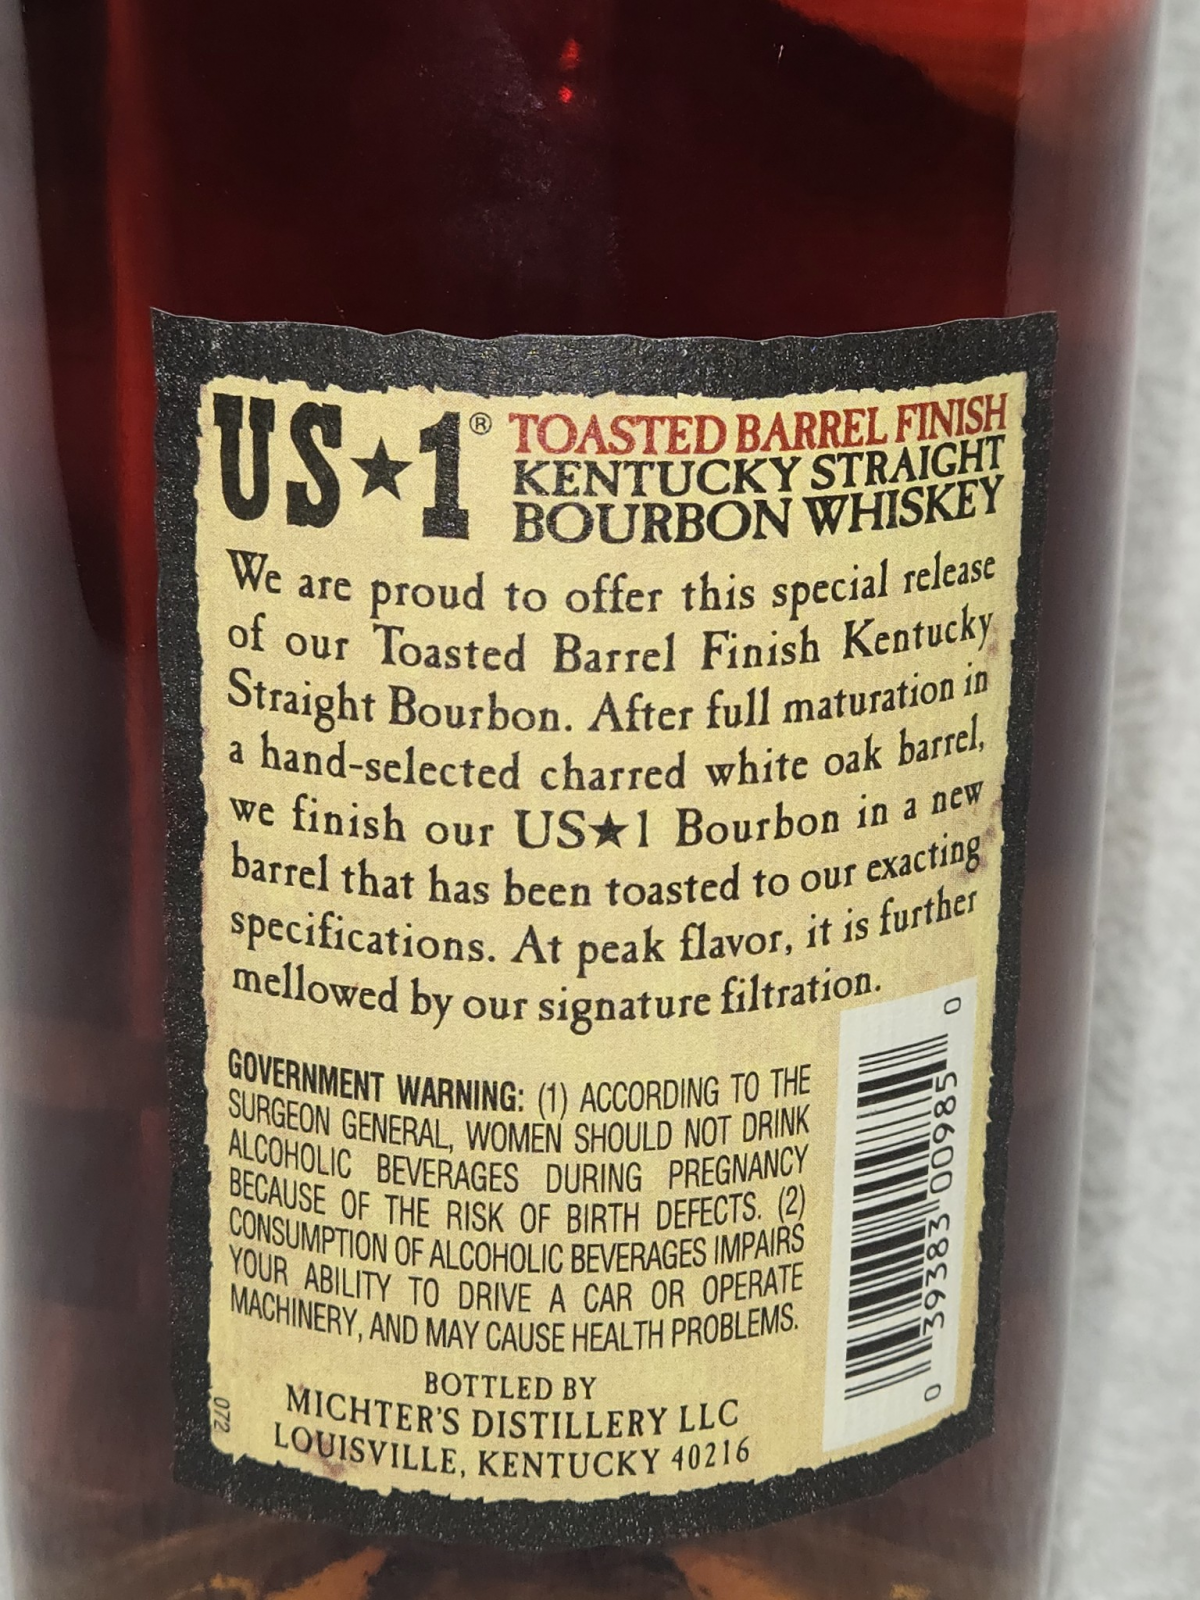 US★1® TOASTED BARREL FINISH
KENTUCKY STRAIGHT
BOURBON WHISKEY
We are proud to offer this special release
of our Toasted Barrel Finish Kentucky
Straight Bourbon. After full maturation in
a hand-selected charred white oak barrel,
we finish our US★1 Bourbon in a new
barrel that has been toasted to our exacting
specifications. At peak flavor, it is further
mellowed by our signature filtration.
GOVERNMENT WARNING: (1) ACCORDING TO THE
SURGEON GENERAL, WOMEN SHOULD NOT DRINK
ALCOHOLIC BEVERAGES DURING PREGNANCY
BECAUSE OF THE RISK OF BIRTH DEFECTS. (2)
CONSUMPTION OF ALCOHOLIC BEVERAGES IMPAIRS
YOUR ABILITY TO DRIVE A CAR OR OPERATE
MACHINERY, AND MAY CAUSE HEALTH PROBLEMS.
BOTTLED BY
MICHTER'S DISTILLERY LLC
LOUISVILLE, KENTUCKY 40216
072
0 39383 00985 0